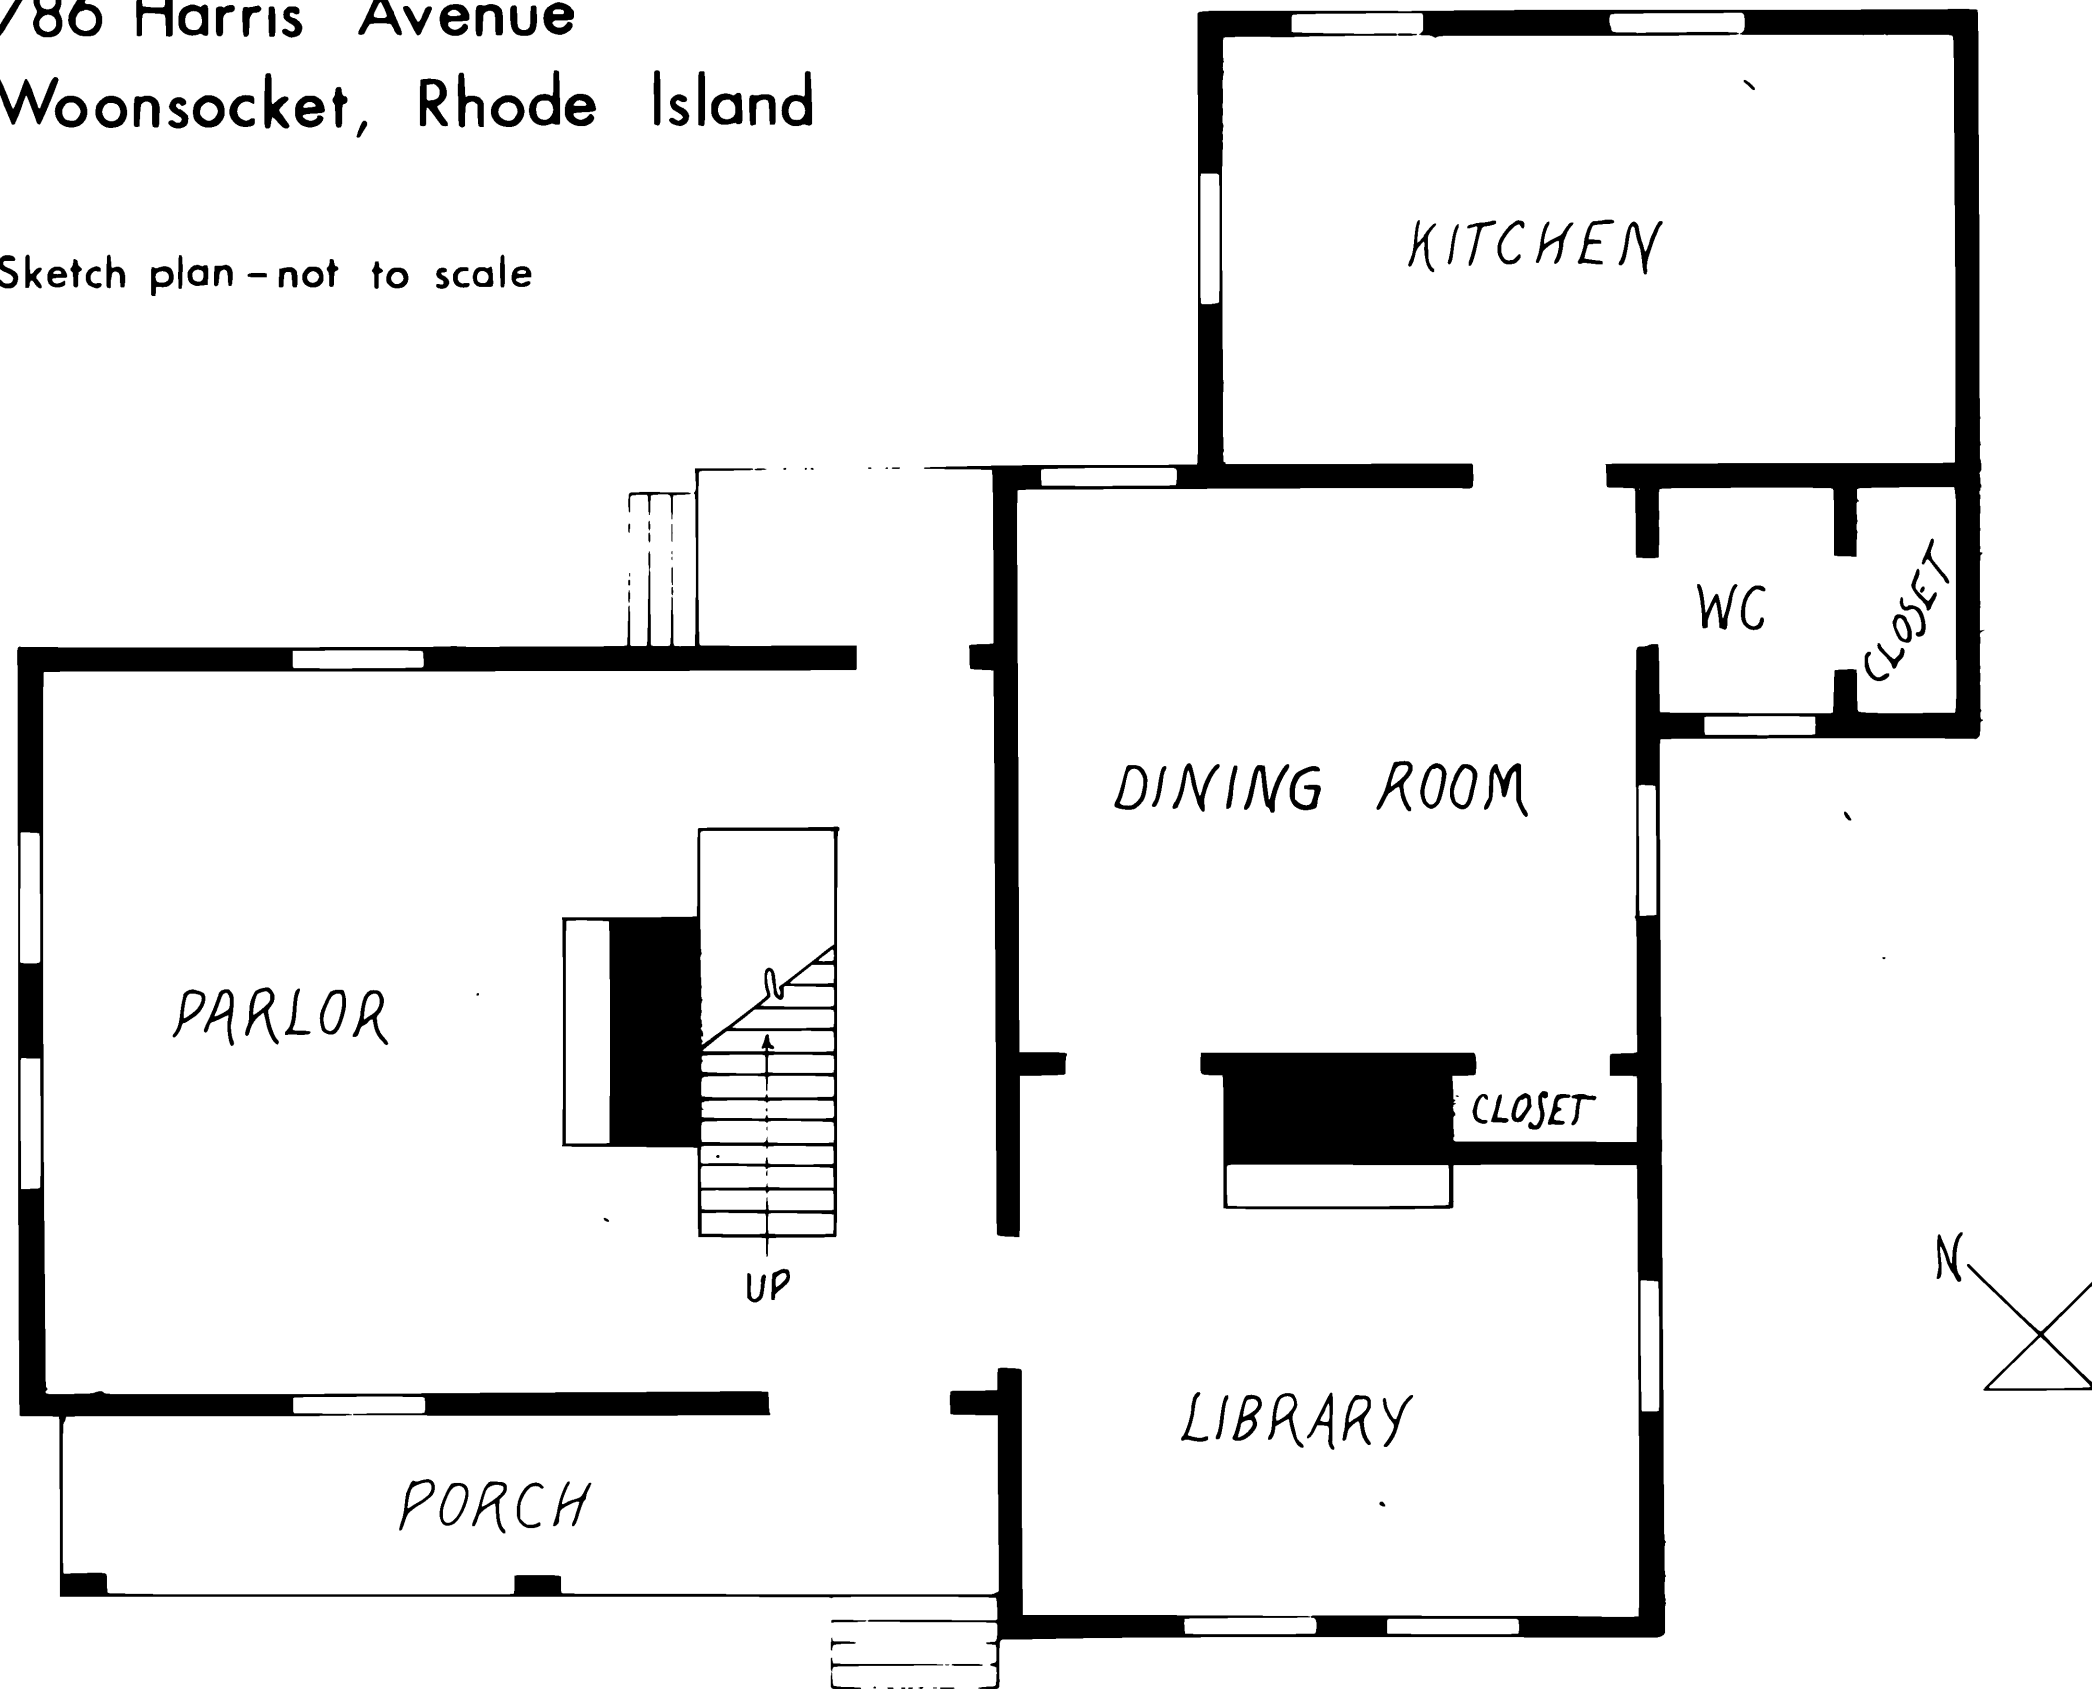 786 Harris Avenue
Woonsocket, Rhode Island
Sketch plan – not to scale
KITCHEN
WC
CLOSET
DINING ROOM
PARLOR
CLOSET
UP
N
LIBRARY
PORCH